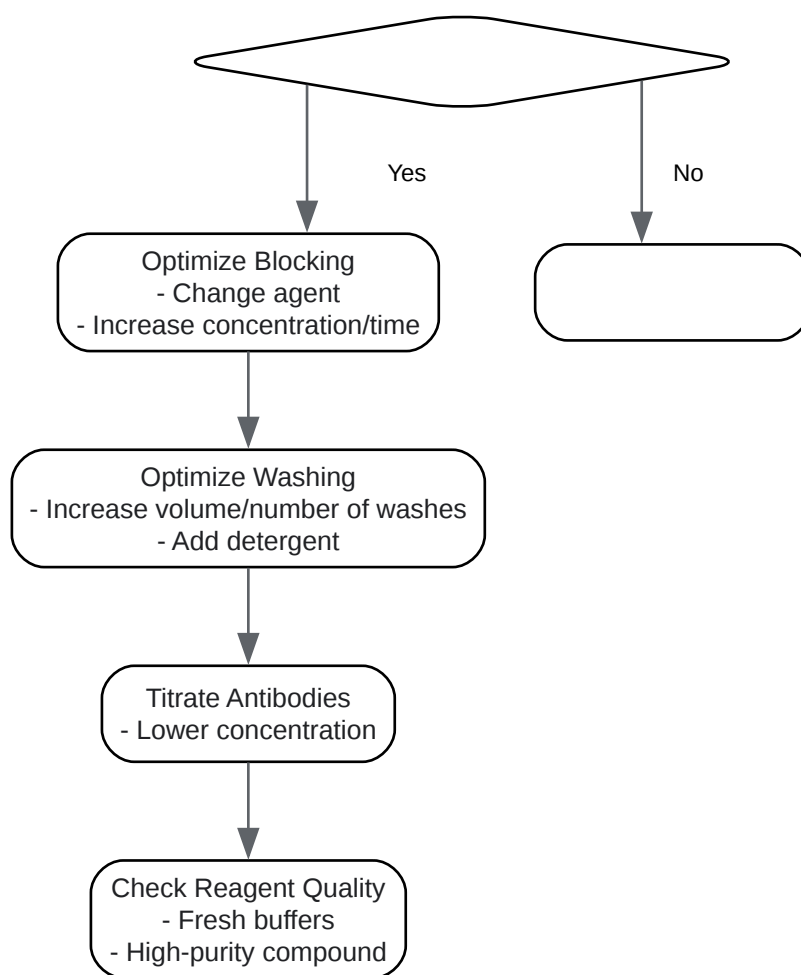 Yes
No
Optimize Blocking
- Change agent
- Increase concentration/time
Optimize Washing
- Increase volume/number of washes
- Add detergent
Titrate Antibodies
- Lower concentration
Check Reagent Quality
- Fresh buffers
- High-purity compound